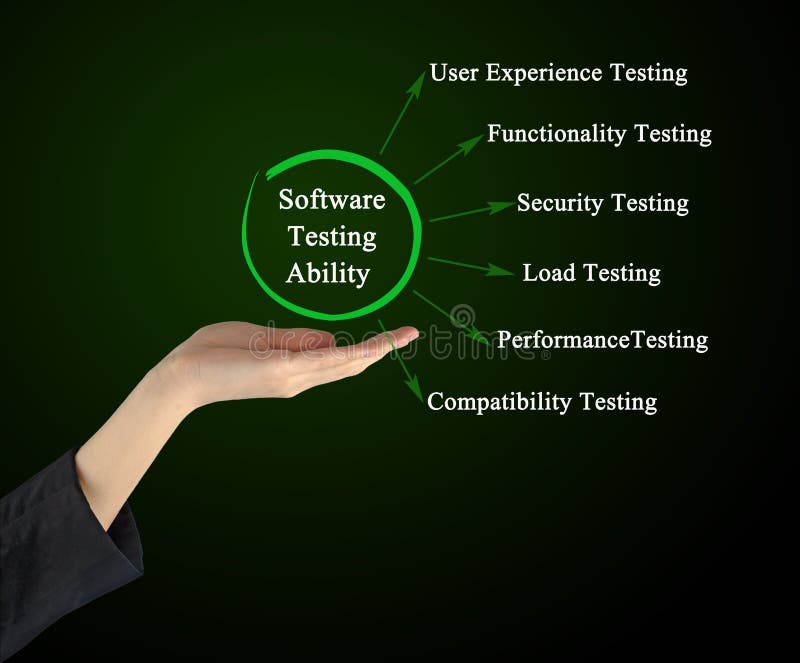 User Experience Testing
Functionality Testing
Software
Testing
Ability
Security Testing
Load Testing
PerformanceTesting
Compatibility Testing
dreamstime